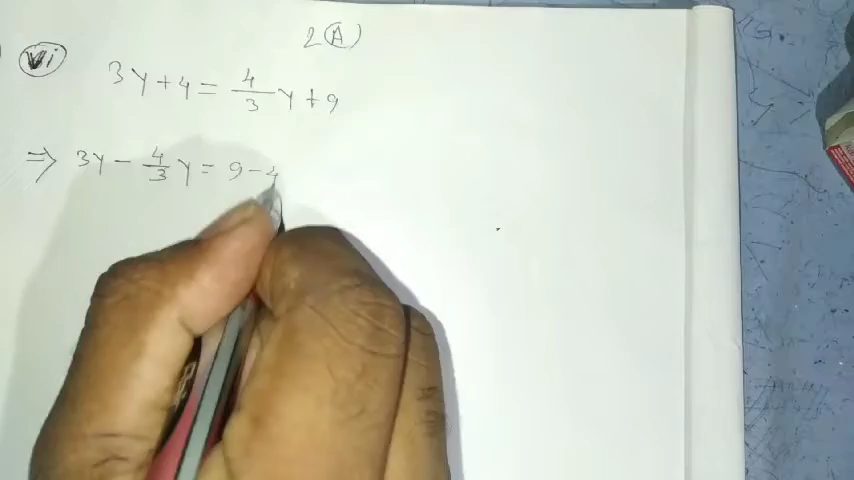 2 (A)
(vi) 3y + 4 = 4/3 y + 9
⇒ 3y - 4/3 y = 9 - 4